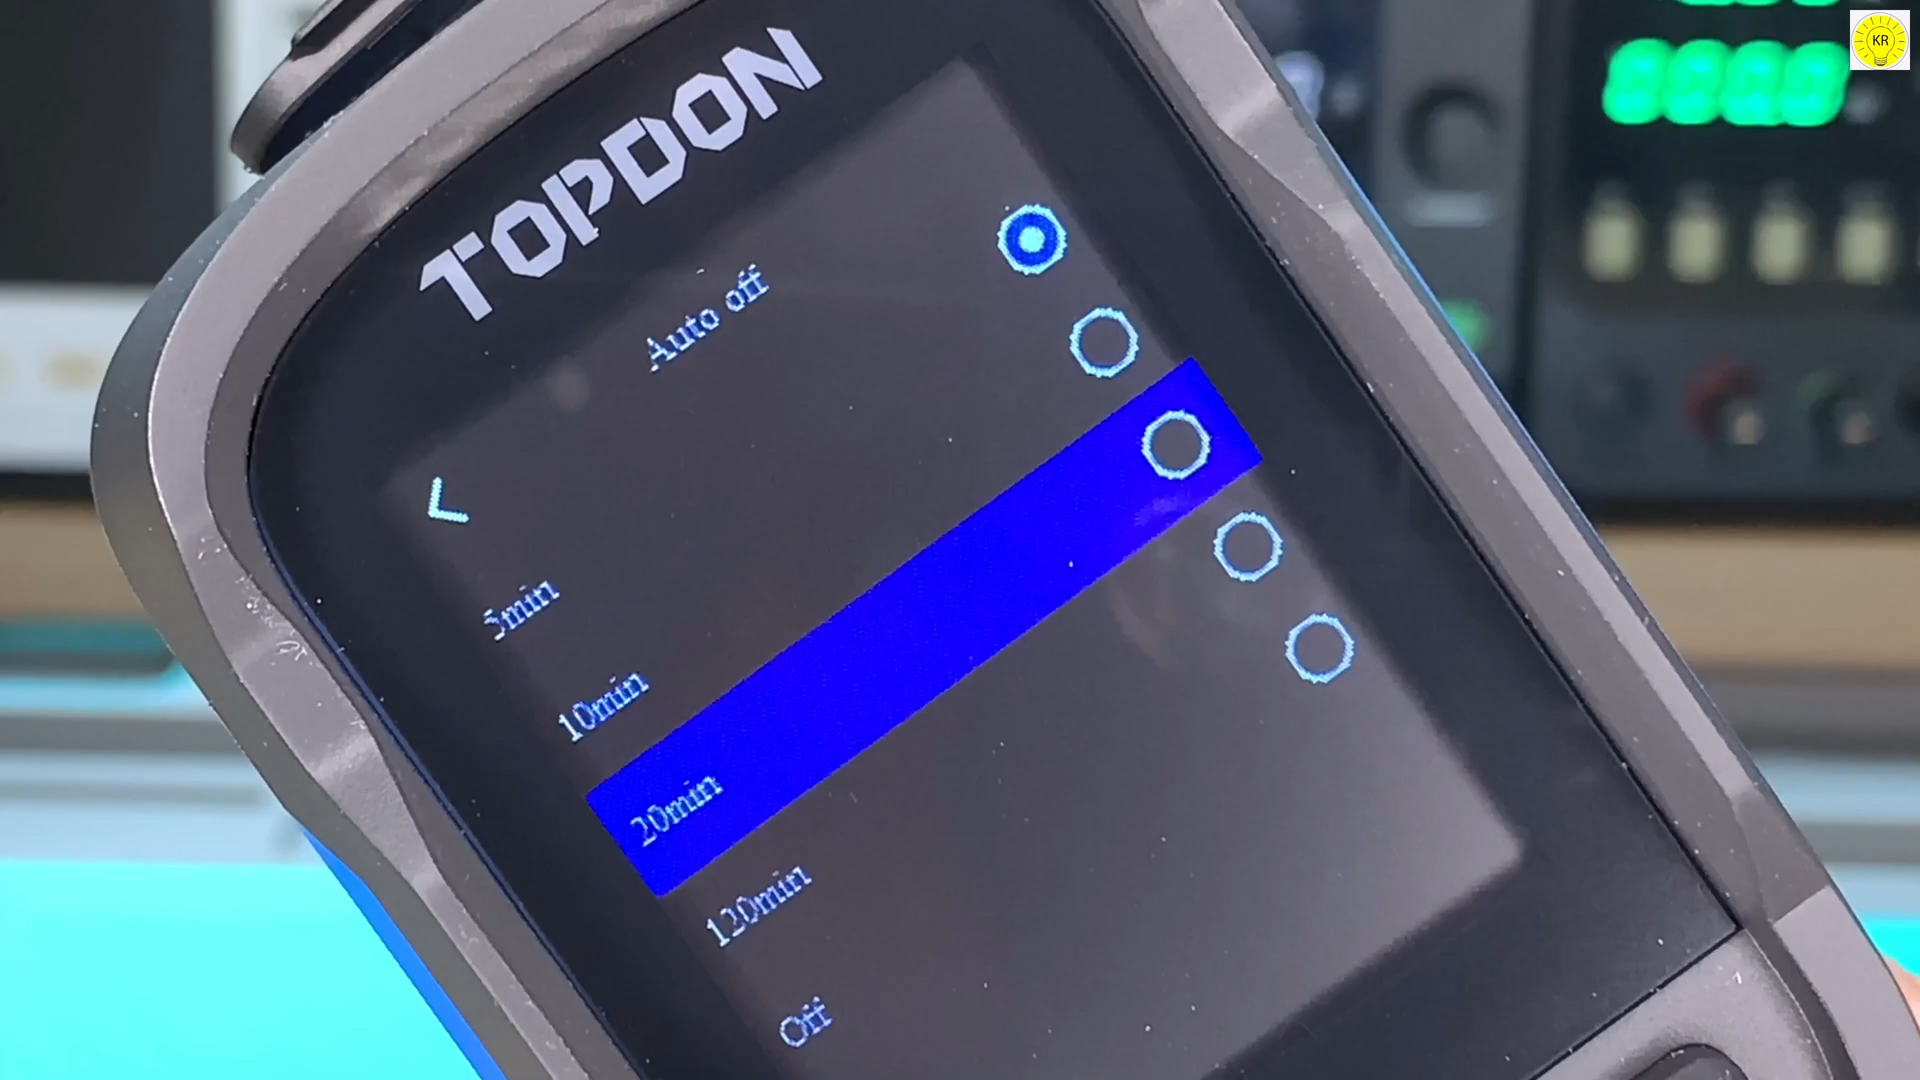 KR
TOPDON
Auto off
5min
10min
20min
120min
Off